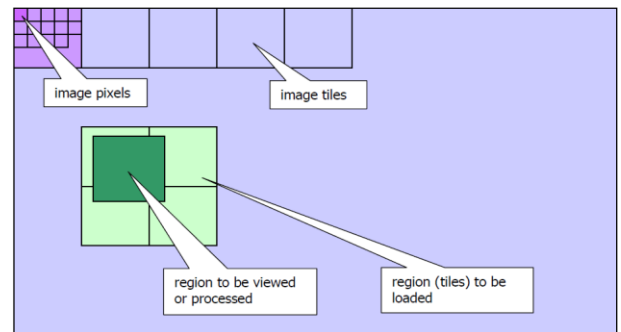 image pixels
image tiles
region to be viewed
or processed
region (tiles) to be
loaded